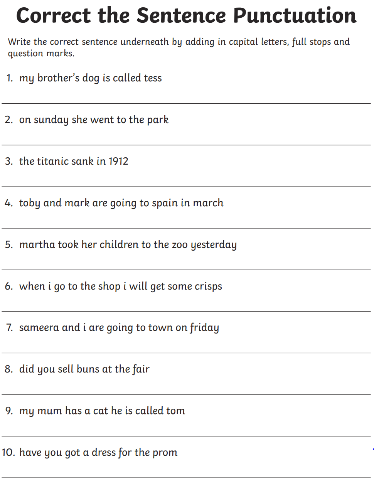 Correct the Sentence Punctuation
Write the correct sentence underneath by adding in capital letters, full stops and
question marks.
1. my brother's dog is called tess
2. on sunday she went to the park
3. the titanic sank in 1912
4. toby and mark are going to spain in march
5. martha took her children to the zoo yesterday
6. when i go to the shop i will get some crisps
7. sameera and i are going to town on friday
8. did you sell buns at the fair
9. my mum has a cat he is called tom
10. have you got a dress for the prom